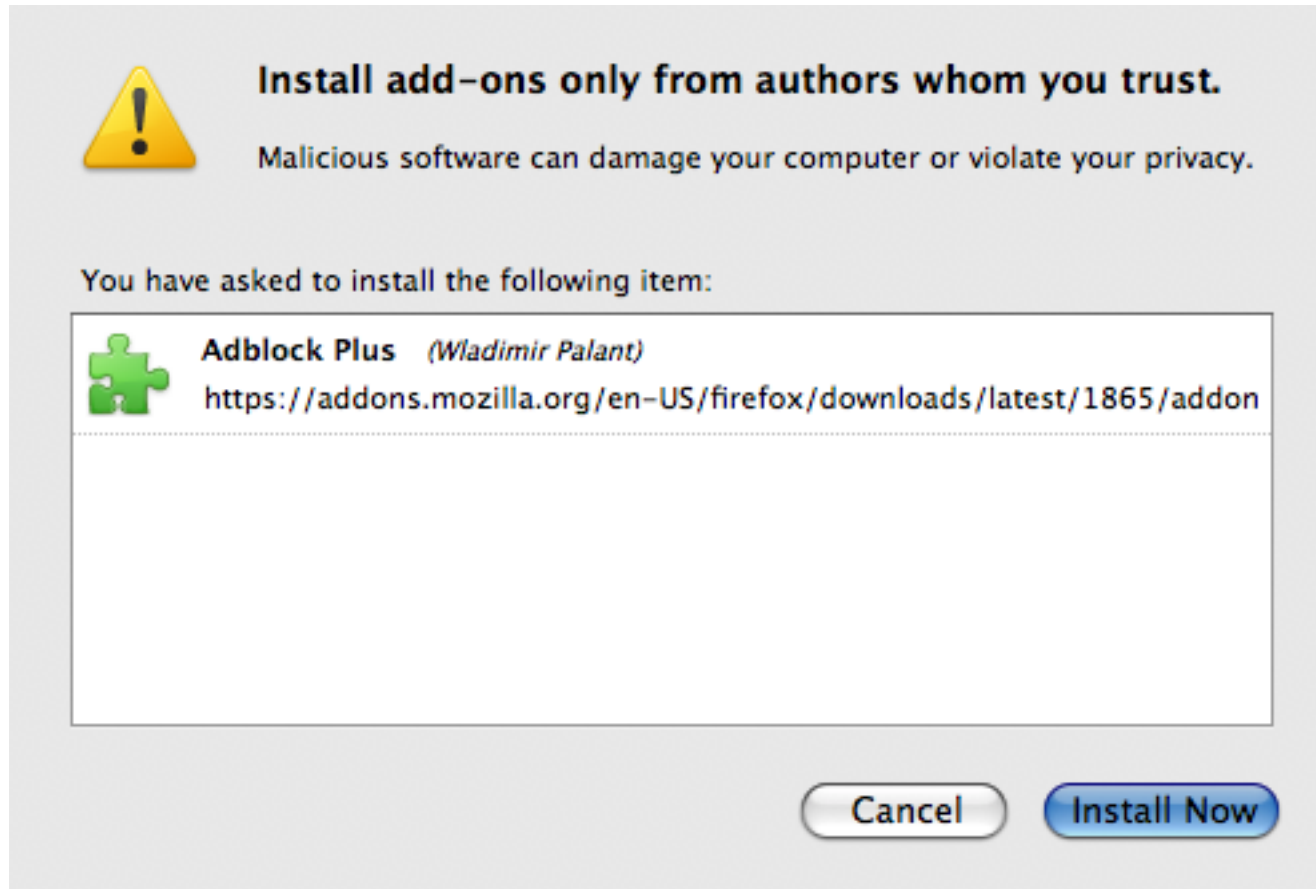 Install add-ons only from authors whom you trust.
Malicious software can damage your computer or violate your privacy.
You have asked to install the following item:
Adblock Plus (Wladimir Palant)
https://addons.mozilla.org/en-US/firefox/downloads/latest/1865/addon
Cancel Install Now